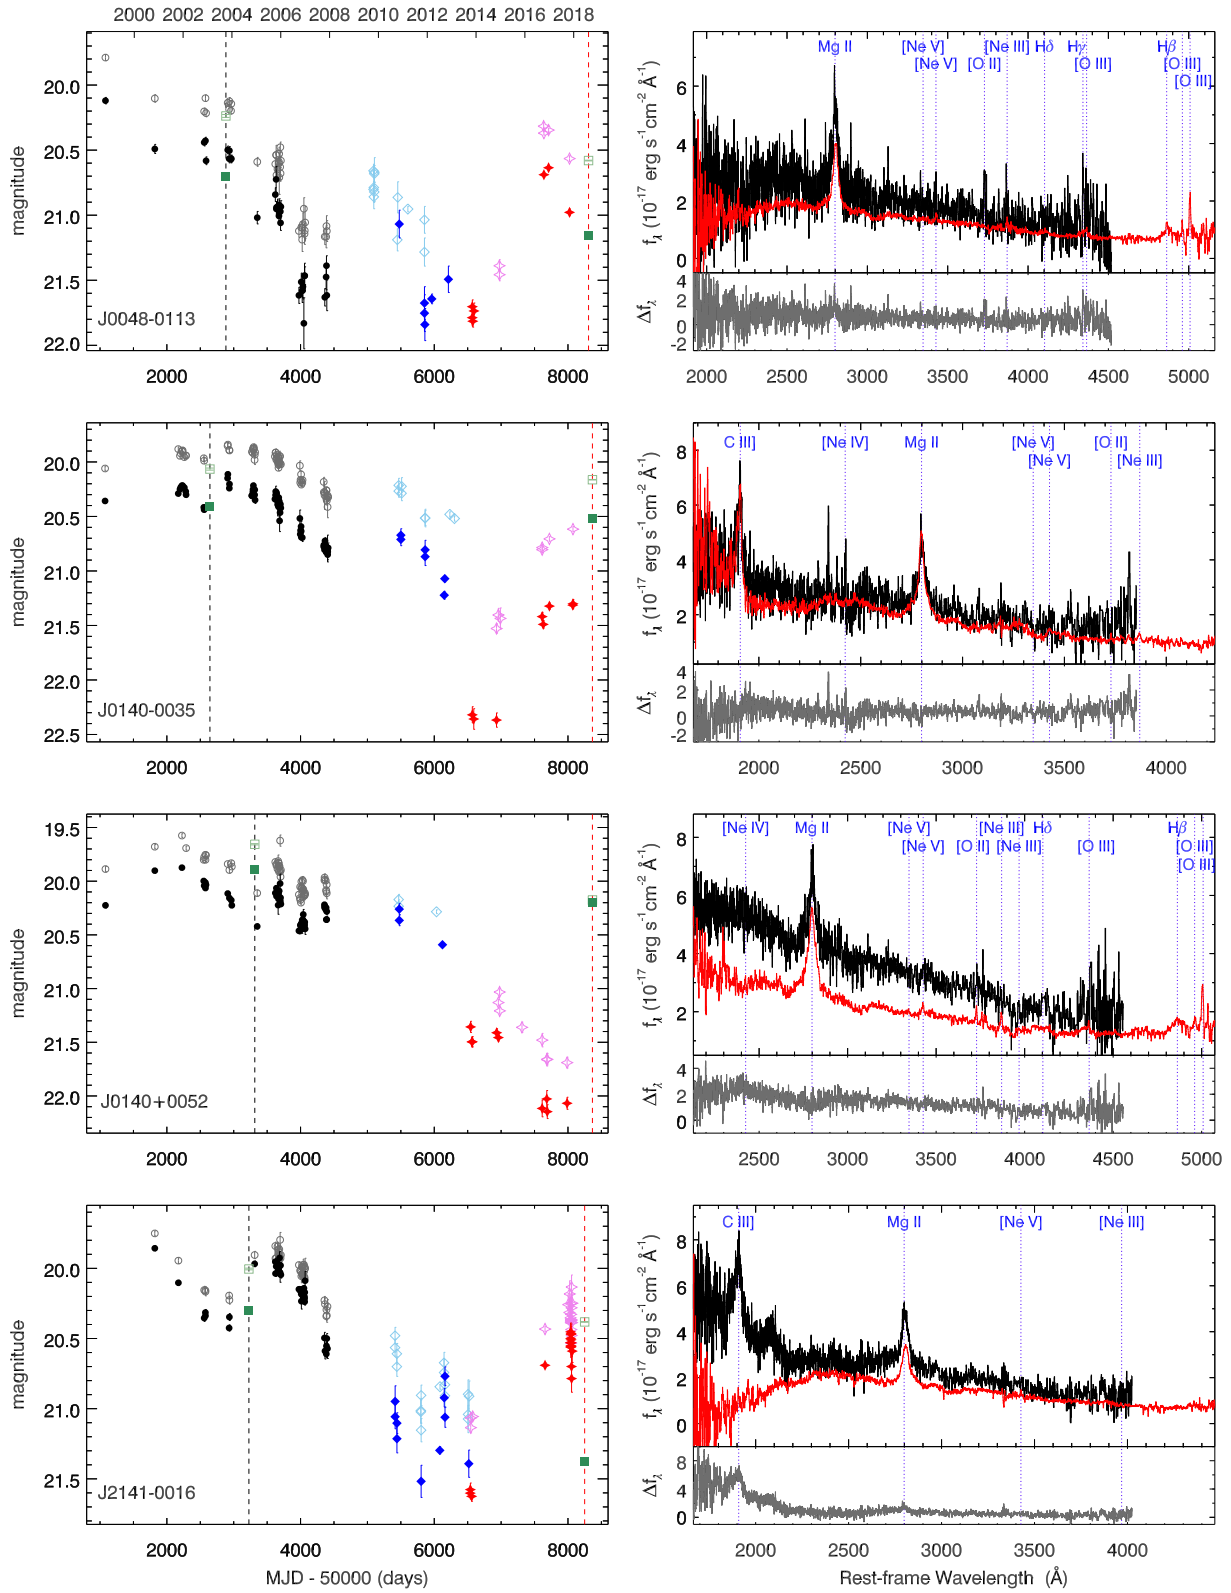 2000 2002 2004 2006 2008 2010 2012 2014 2016 2018
magnitude
20.0
20.5
21.0
21.5
22.0
J0048-0113
2000 4000 6000 8000
Mg II [Ne V] [Ne III] Hδ Hγ Hβ
[Ne V] [O II] [O III] [O III]
[O III]
fλ (10⁻¹⁷ erg s⁻¹cm⁻² Å⁻¹)
6
4
2
0
Δfλ
4
2
0
-2
2000 2500 3000 3500 4000 4500 5000
magnitude
20.0
20.5
21.0
21.5
22.0
22.5
J0140-0035
2000 4000 6000 8000
C III] [Ne IV] Mg II [Ne V] [O II]
[Ne V] [Ne III]
fλ (10⁻¹⁷ erg s⁻¹cm⁻² Å⁻¹)
8
6
4
2
Δfλ
4
2
0
-2
2000 2500 3000 3500 4000
magnitude
19.5
20.0
20.5
21.0
21.5
22.0
J0140+0052
2000 4000 6000 8000
[Ne IV] Mg II [Ne V] [Ne III] Hδ Hβ
[Ne V] [O II] [Ne III] [O III] [O III]
[O III]
fλ (10⁻¹⁷ erg s⁻¹cm⁻² Å⁻¹)
8
6
4
2
Δfλ
4
2
0
2500 3000 3500 4000 4500 5000
magnitude
20.0
20.5
21.0
21.5
J2141-0016
2000 4000 6000 8000
MJD - 50000 (days)
C III] Mg II [Ne V] [Ne III]
fλ (10⁻¹⁷ erg s⁻¹cm⁻² Å⁻¹)
8
6
4
2
0
Δfλ
8
4
0
2000 2500 3000 3500 4000
Rest-frame Wavelength (Å)